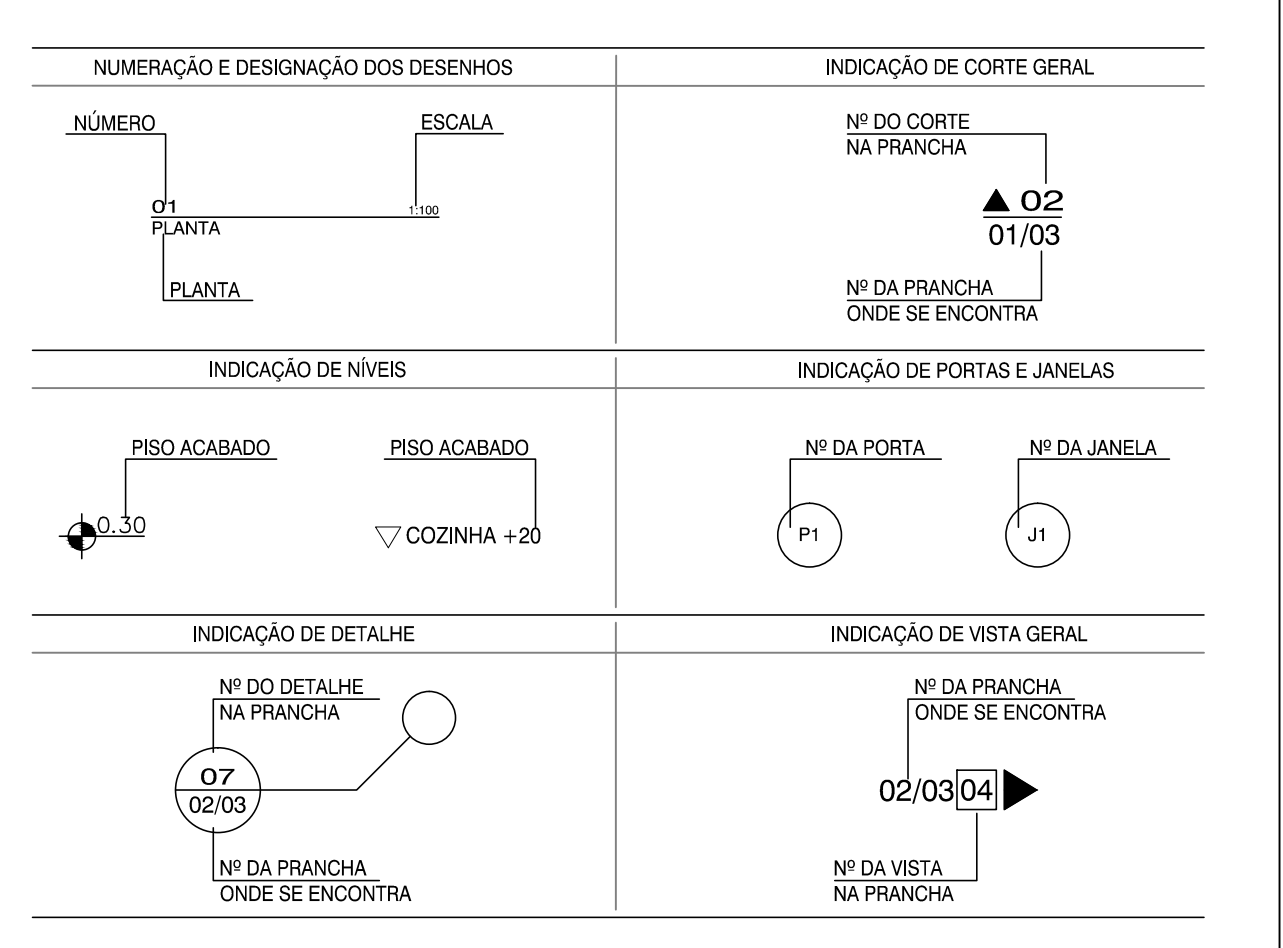 NUMERAÇÃO E DESIGNAÇÃO DOS DESENHOS
NÚMERO
ESCALA
01
1:100
PLANTA
PLANTA
INDICAÇÃO DE CORTE GERAL
Nº DO CORTE
NA PRANCHA
02
01/03
Nº DA PRANCHA
ONDE SE ENCONTRA
INDICAÇÃO DE NÍVEIS
PISO ACABADO
PISO ACABADO
0.30
COZINHA +20
INDICAÇÃO DE PORTAS E JANELAS
Nº DA PORTA
Nº DA JANELA
P1
J1
INDICAÇÃO DE DETALHE
Nº DO DETALHE
NA PRANCHA
07
02/03
Nº DA PRANCHA
ONDE SE ENCONTRA
INDICAÇÃO DE VISTA GERAL
Nº DA PRANCHA
ONDE SE ENCONTRA
02/03 04
Nº DA VISTA
NA PRANCHA